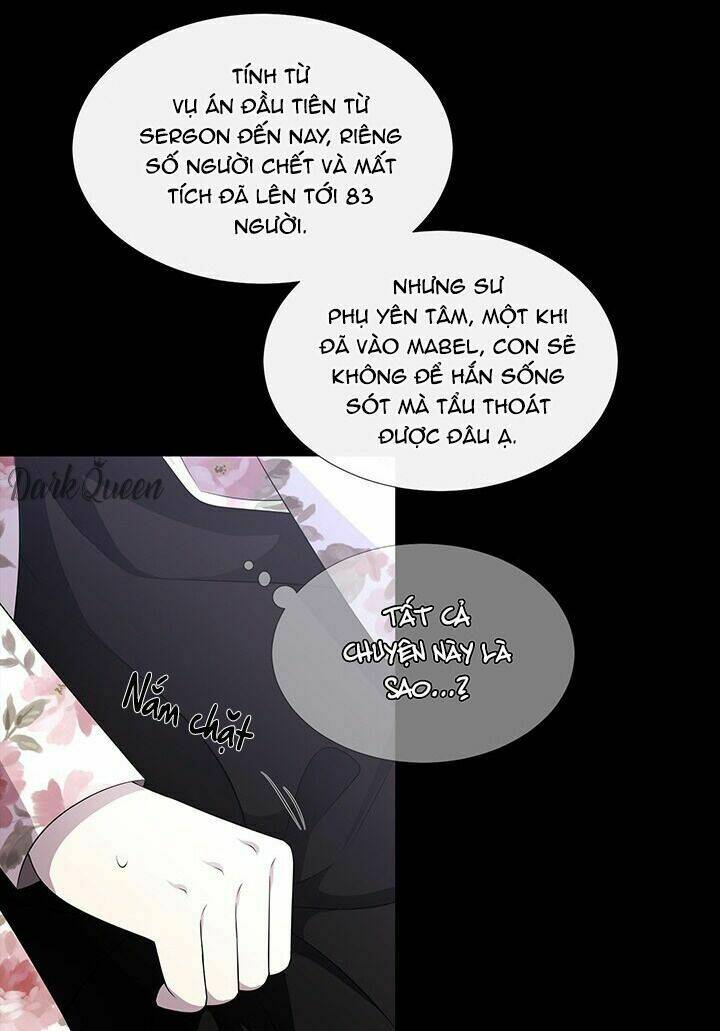 TÍNH TỪ
VỤ ÁN ĐẦU TIÊN TỪ
SERGON ĐẾN NAY, RIÊNG
SỐ NGƯỜI CHẾT VÀ MẤT
TÍCH ĐÃ LÊN TỚI 83
NGƯỜI.
NHƯNG SƯ
PHỤ YÊN TÂM, MỘT KHI
ĐÃ VÀO MABEL, CON SẼ
KHÔNG ĐỂ HẮN SỐNG
SÓT MÀ TẨU THOÁT
ĐƯỢC ĐÂU Ạ.
DarkQueen
TẤT CẢ
CHUYỆN NÀY LÀ
SAO...?
Nắm chặt